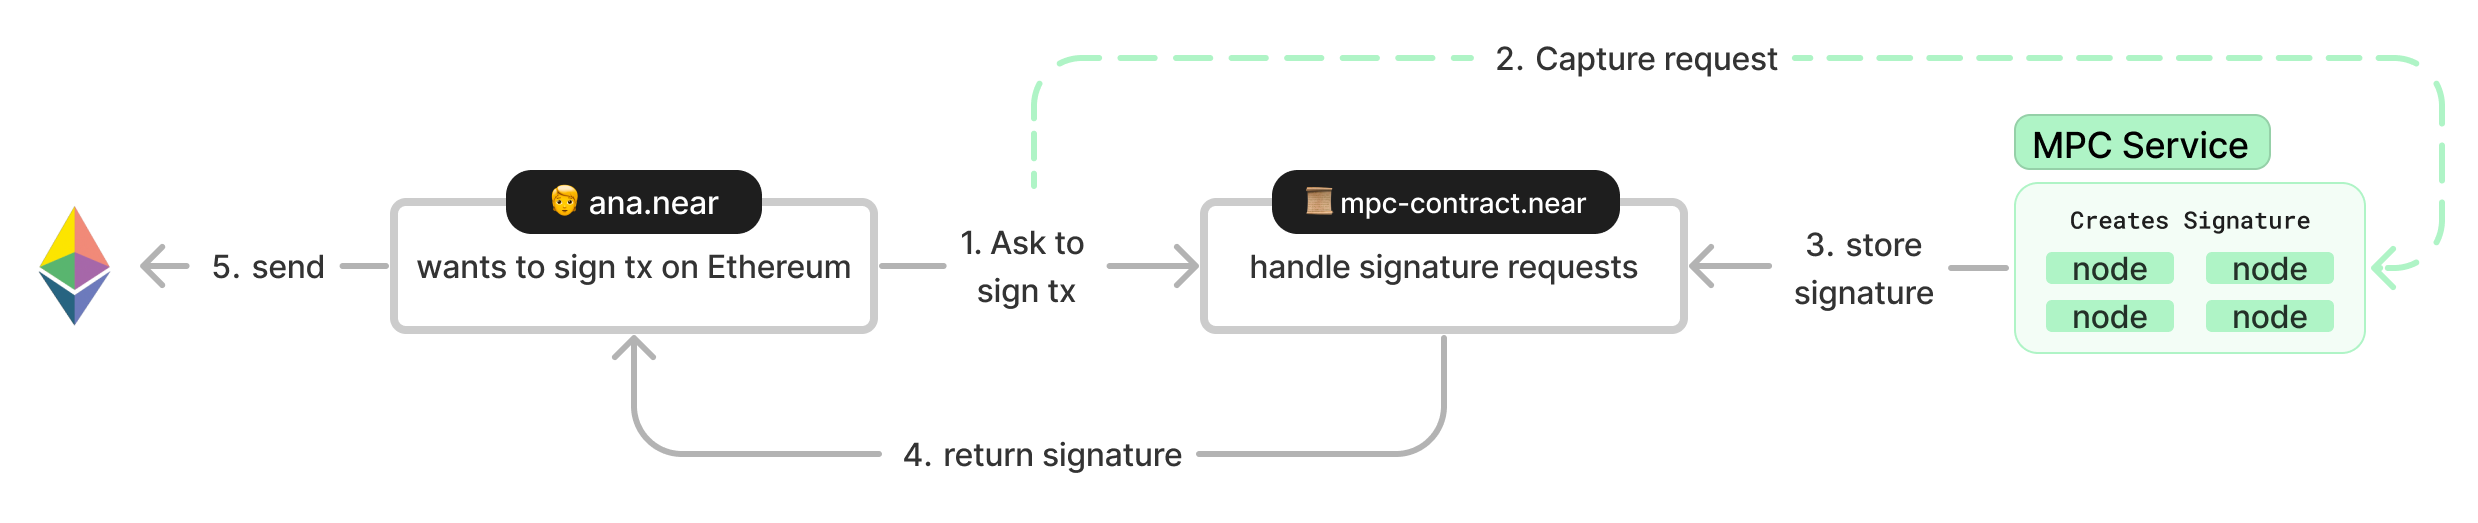 2. Capture request
MPC Service
ana.near
mpc-contract.near
Creates Signature
5. send
wants to sign tx on Ethereum
1. Ask to
sign tx
handle signature requests
3. store
signature
node
node
node
node
4. return signature